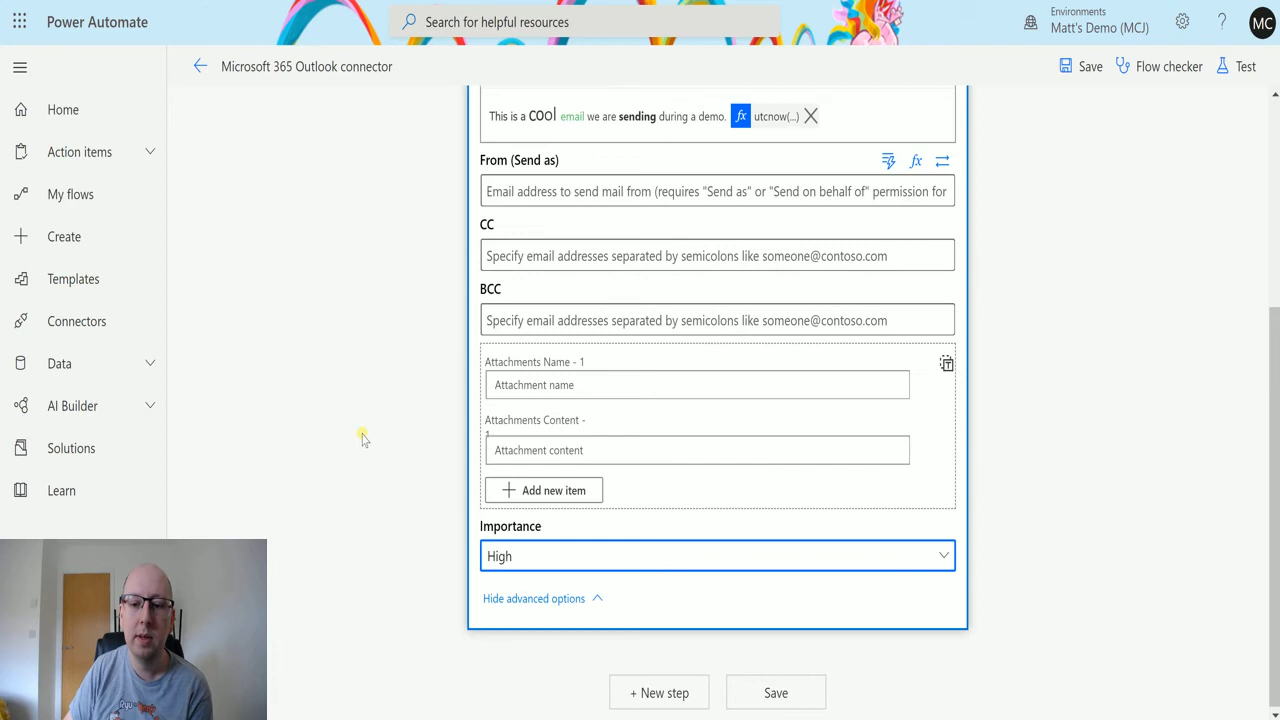 Power Automate
Search for helpful resources
Environments
Matt's Demo (MCJ)
MC
Microsoft 365 Outlook connector
Save
Flow checker
Test
Home
Action items
My flows
Create
Templates
Connectors
Data
AI Builder
Solutions
Learn
This is a cool email we are sending during a demo. fx utcnow(...)
From (Send as)
fx
Email address to send mail from (requires "Send as" or "Send on behalf of" permission for
CC
Specify email addresses separated by semicolons like someone@contoso.com
BCC
Specify email addresses separated by semicolons like someone@contoso.com
Attachments Name - 1
Attachment name
Attachments Content -
1
Attachment content
Add new item
Importance
High
Hide advanced options
+ New step
Save